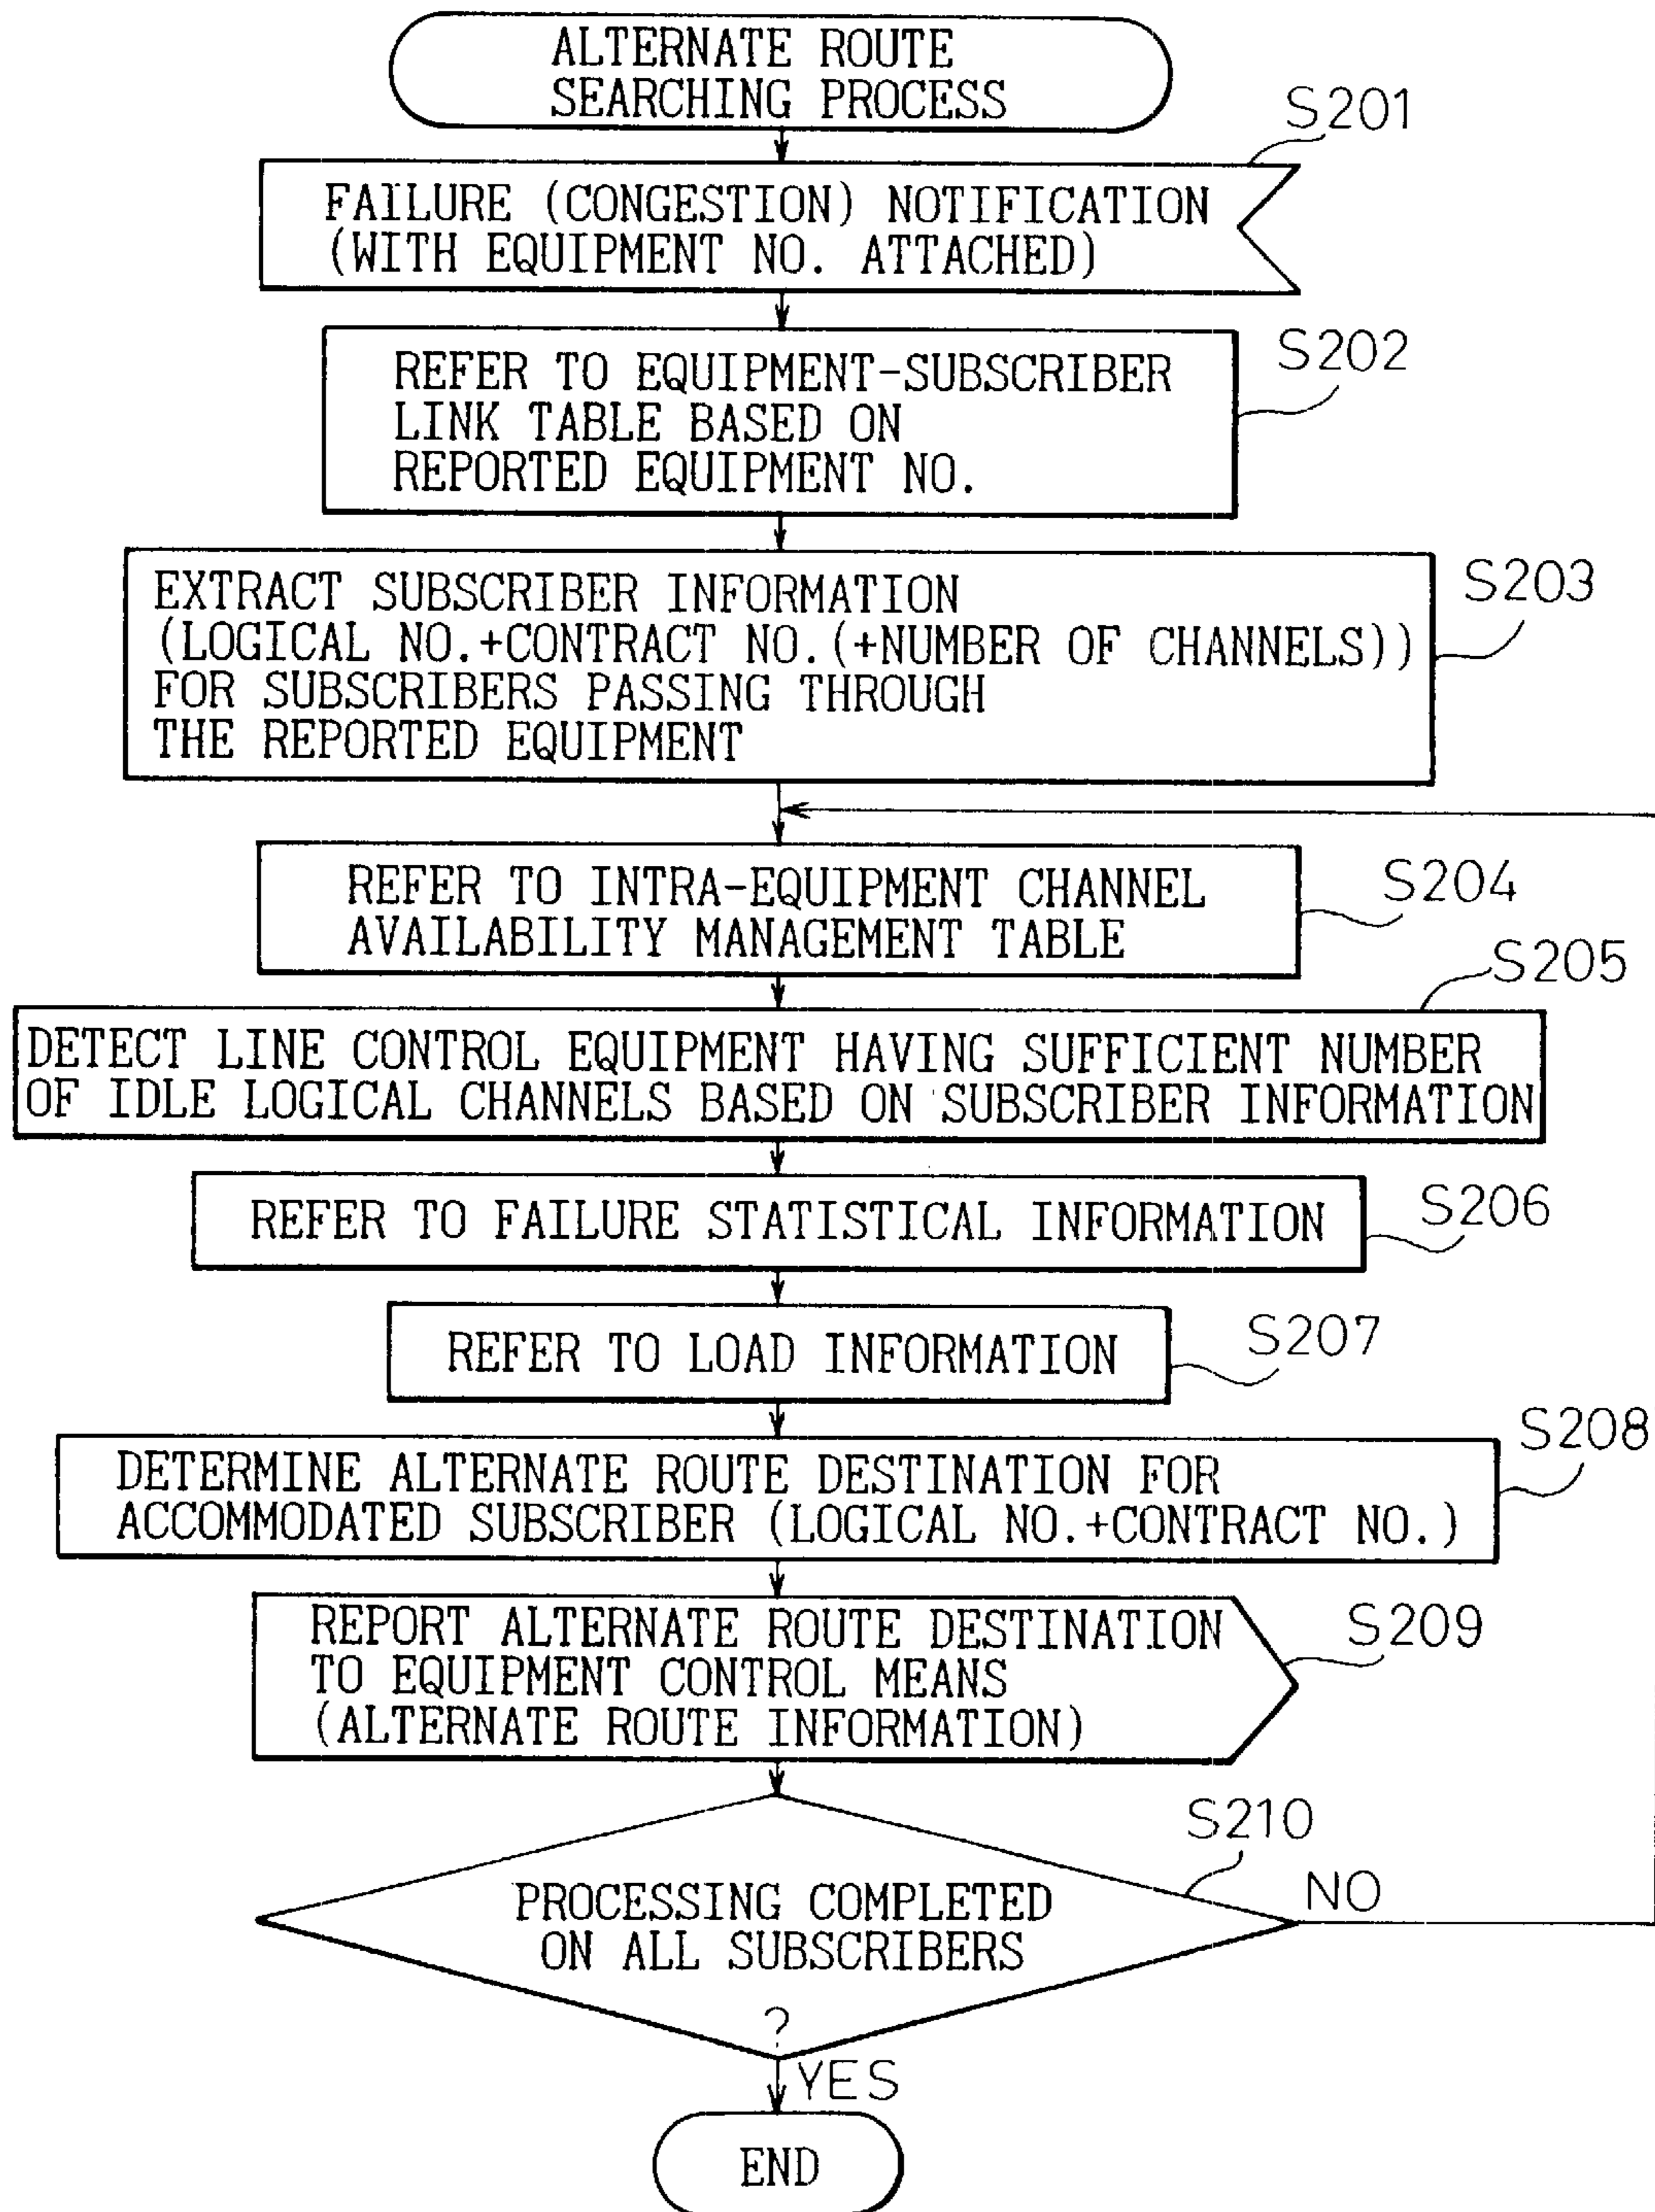 ALTERNATE ROUTE
SEARCHING PROCESS
S201
FAILURE (CONGESTION) NOTIFICATION
(WITH EQUIPMENT NO. ATTACHED)
S202
REFER TO EQUIPMENT-SUBSCRIBER
LINK TABLE BASED ON
REPORTED EQUIPMENT NO.
S203
EXTRACT SUBSCRIBER INFORMATION
(LOGICAL NO.+CONTRACT NO.(+NUMBER OF CHANNELS))
FOR SUBSCRIBERS PASSING THROUGH
THE REPORTED EQUIPMENT
S204
REFER TO INTRA-EQUIPMENT CHANNEL
AVAILABILITY MANAGEMENT TABLE
S205
DETECT LINE CONTROL EQUIPMENT HAVING SUFFICIENT NUMBER
OF IDLE LOGICAL CHANNELS BASED ON SUBSCRIBER INFORMATION
S206
REFER TO FAILURE STATISTICAL INFORMATION
S207
REFER TO LOAD INFORMATION
S208
DETERMINE ALTERNATE ROUTE DESTINATION FOR
ACCOMMODATED SUBSCRIBER (LOGICAL NO.+CONTRACT NO.)
S209
REPORT ALTERNATE ROUTE DESTINATION
TO EQUIPMENT CONTROL MEANS
(ALTERNATE ROUTE INFORMATION)
S210
PROCESSING COMPLETED
ON ALL SUBSCRIBERS
?
NO
YES
END